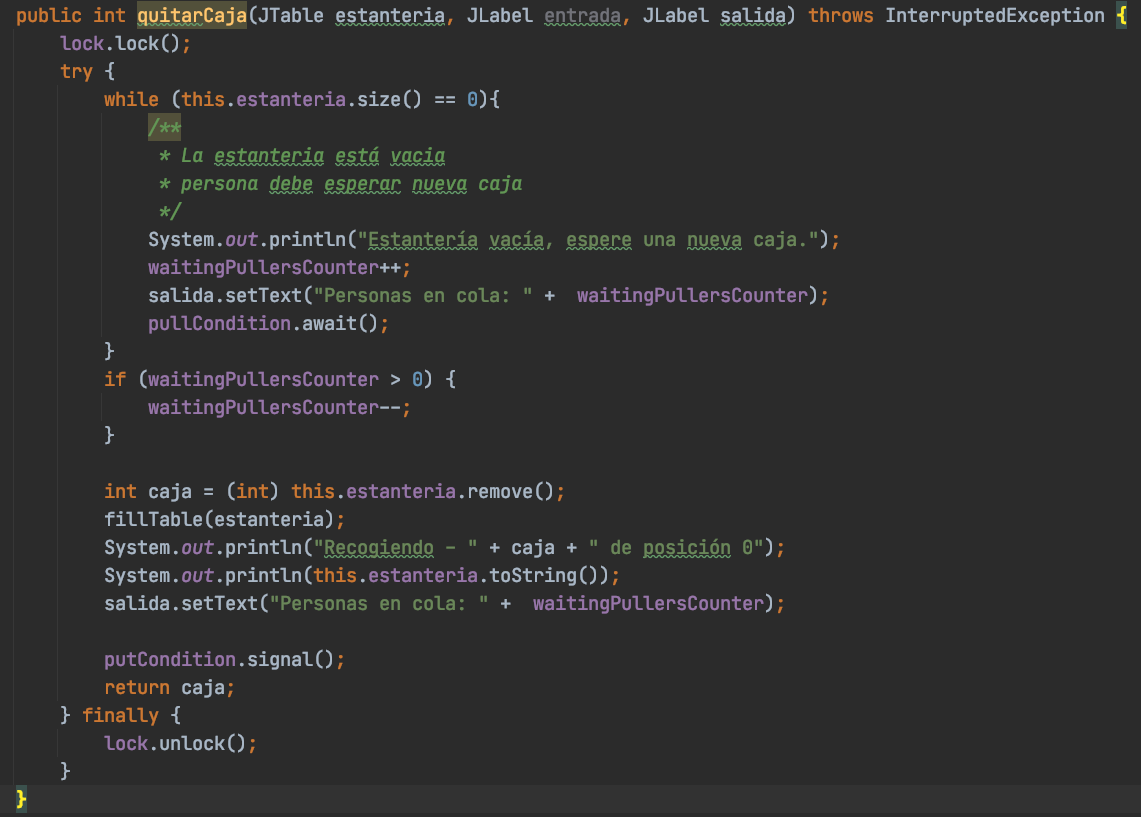 public int quitarCaja(JTable estanteria, JLabel entrada, JLabel salida) throws InterruptedException {
    lock.lock();
    try {
        while (this.estanteria.size() == 0){
            /**
             * La estanteria está vacia
             * persona debe esperar nueva caja
             */
            System.out.println("Estantería vacía, espere una nueva caja.");
            waitingPullersCounter++;
            salida.setText("Personas en cola: " +  waitingPullersCounter);
            pullCondition.await();
        }
        if (waitingPullersCounter > 0) {
            waitingPullersCounter--;
        }

        int caja = (int) this.estanteria.remove();
        fillTable(estanteria);
        System.out.println("Recogiendo - " + caja + " de posición 0");
        System.out.println(this.estanteria.toString());
        salida.setText("Personas en cola: " +  waitingPullersCounter);

        putCondition.signal();
        return caja;
    } finally {
        lock.unlock();
    }
}